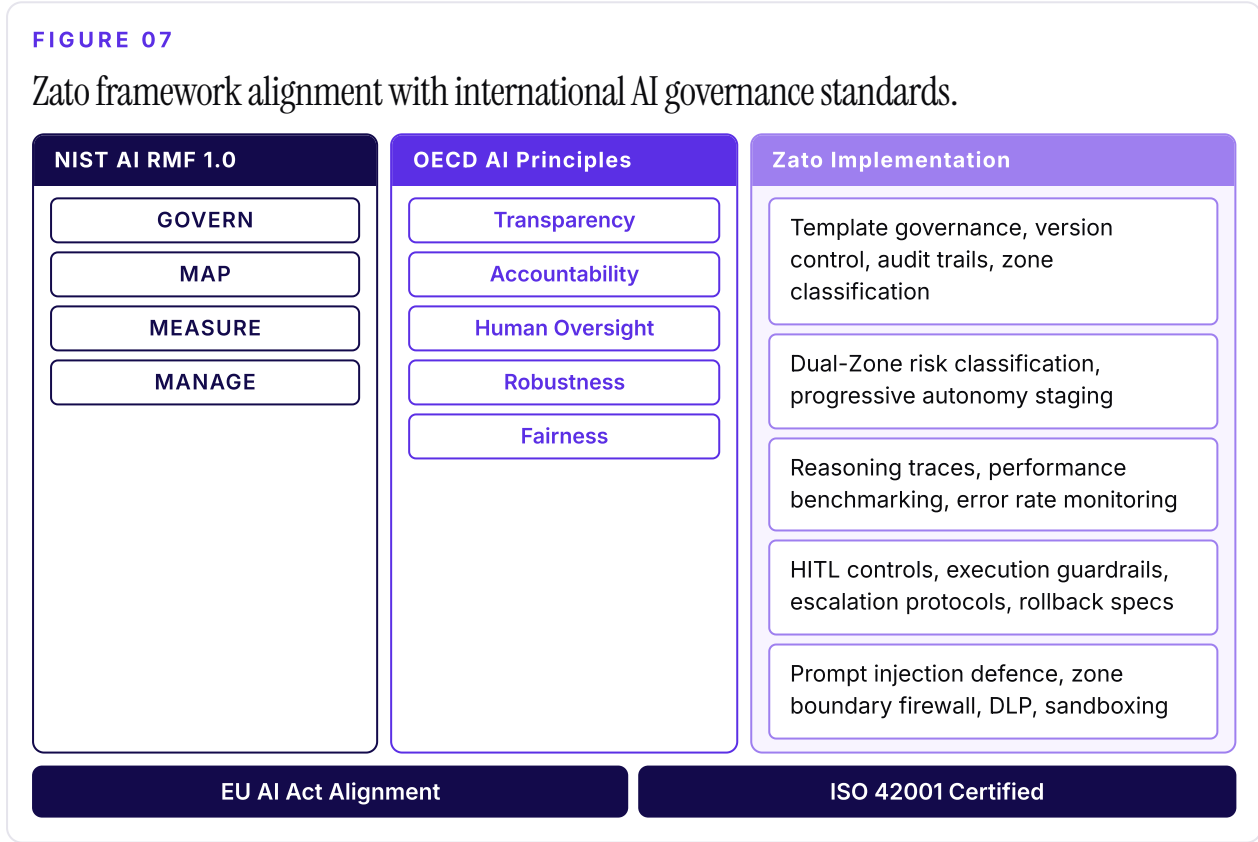 FIGURE 07
Zato framework alignment with international AI governance standards.
NIST AI RMF 1.0
GOVERN
MAP
MEASURE
MANAGE
OECD AI Principles
Transparency
Accountability
Human Oversight
Robustness
Fairness
Zato Implementation
Template governance, version
control, audit trails, zone
classification
Dual-Zone risk classification,
progressive autonomy staging
Reasoning traces, performance
benchmarking, error rate monitoring
HITL controls, execution guardrails,
escalation protocols, rollback specs
Prompt injection defence, zone
boundary firewall, DLP, sandboxing
EU AI Act Alignment
ISO 42001 Certified